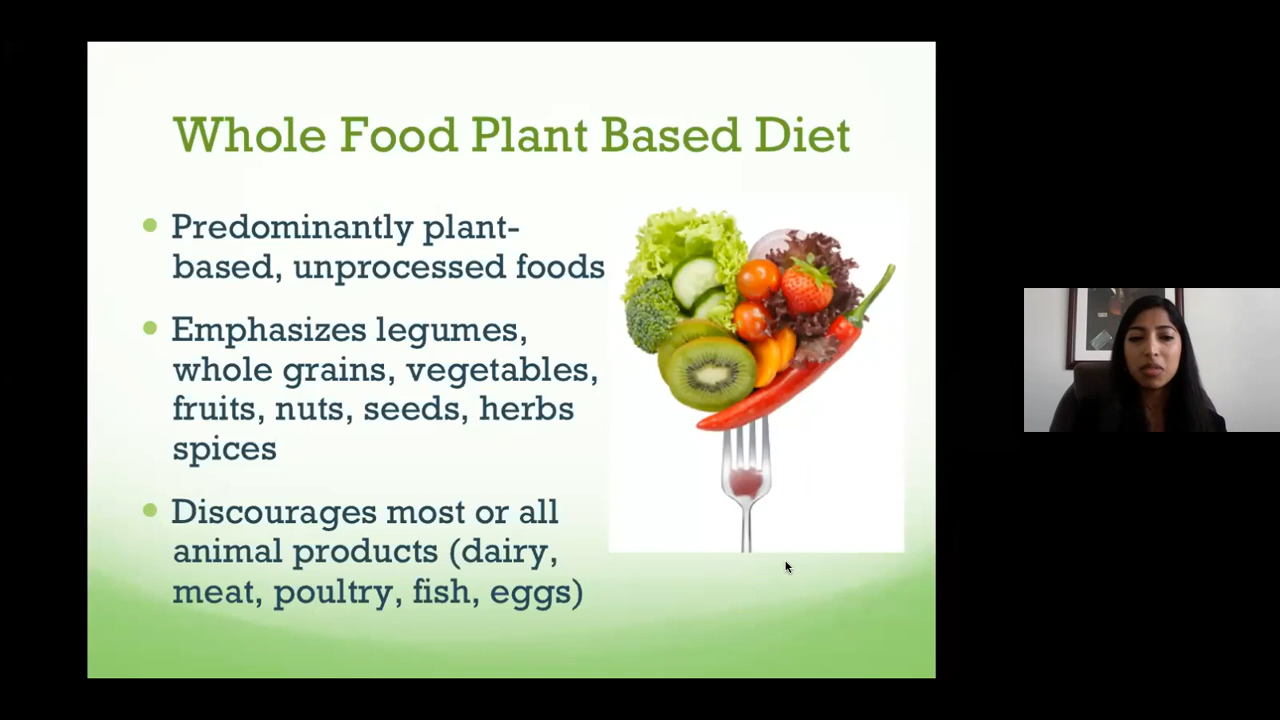 Whole Food Plant Based Diet
Predominantly plant-
based, unprocessed foods
Emphasizes legumes,
whole grains, vegetables,
fruits, nuts, seeds, herbs
spices
Discourages most or all
animal products (dairy,
meat, poultry, fish, eggs)